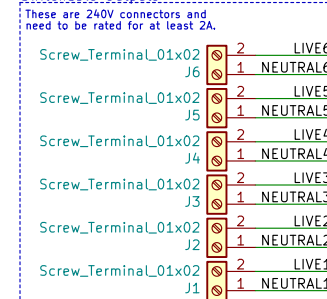 These are 240V connectors and
need to be rated for at least 2A.
Screw_Terminal_01x02 2 LIVE6
J6 1 NEUTRAL6
Screw_Terminal_01x02 2 LIVE5
J5 1 NEUTRAL5
Screw_Terminal_01x02 2 LIVE4
J4 1 NEUTRAL4
Screw_Terminal_01x02 2 LIVE3
J3 1 NEUTRAL3
Screw_Terminal_01x02 2 LIVE2
J2 1 NEUTRAL2
Screw_Terminal_01x02 2 LIVE1
J1 1 NEUTRAL1